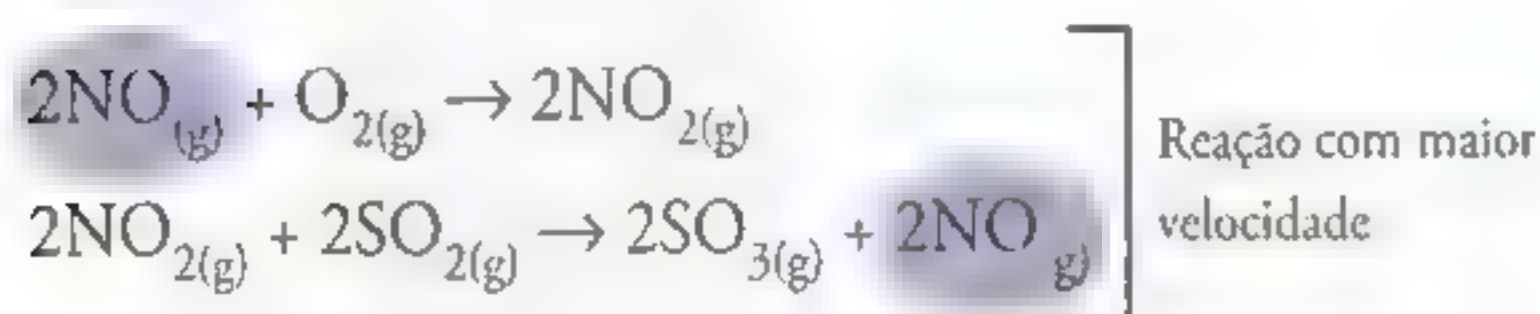 2NO(g) + O2(g) → 2NO2(g)
2NO2(g) + 2SO2(g) → 2SO3(g) + 2NO g)
Reação com maior
velocidade